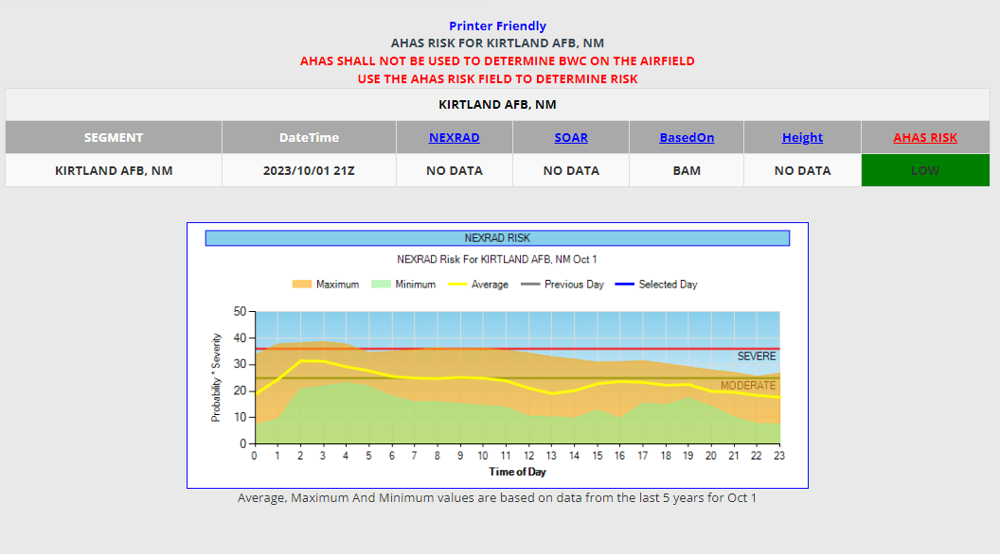 Printer Friendly
AHAS RISK FOR KIRTLAND AFB, NM
AHAS SHALL NOT BE USED TO DETERMINE BWC ON THE AIRFIELD
USE THE AHAS RISK FIELD TO DETERMINE RISK
KIRTLAND AFB, NM
SEGMENT DateTime NEXRAD SOAR BasedOn Height AHAS RISK
KIRTLAND AFB, NM 2023/10/01 21Z NO DATA NO DATA BAM NO DATA LOW
NEXRAD RISK
NEXRAD Risk For KIRTLAND AFB, NM Oct 1
Maximum Minimum Average Previous Day Selected Day
Probability * Severity
50
40
SEVERE
30
MODERATE
20
10
0
0 1 2 3 4 5 6 7 8 9 10 11 12 13 14 15 16 17 18 19 20 21 22 23
Time of Day
Average, Maximum And Minimum values are based on data from the last 5 years for Oct 1